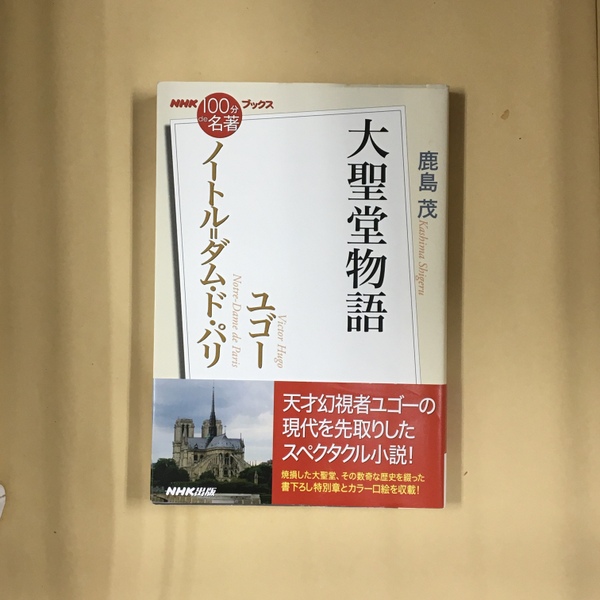 NHK 100分de名著 ブックス
鹿島 茂
Kashima Shigeru
大聖堂物語
ユゴー
Victor Hugo
ノートル=ダム・ド・パリ
Notre-Dame de Paris
天才幻視者ユゴーの
現代を先取りした
スペクタクル小説!
焼損した大聖堂、その数奇な歴史を綴った
書下ろし特別章とカラー口絵を収載!
NHK出版